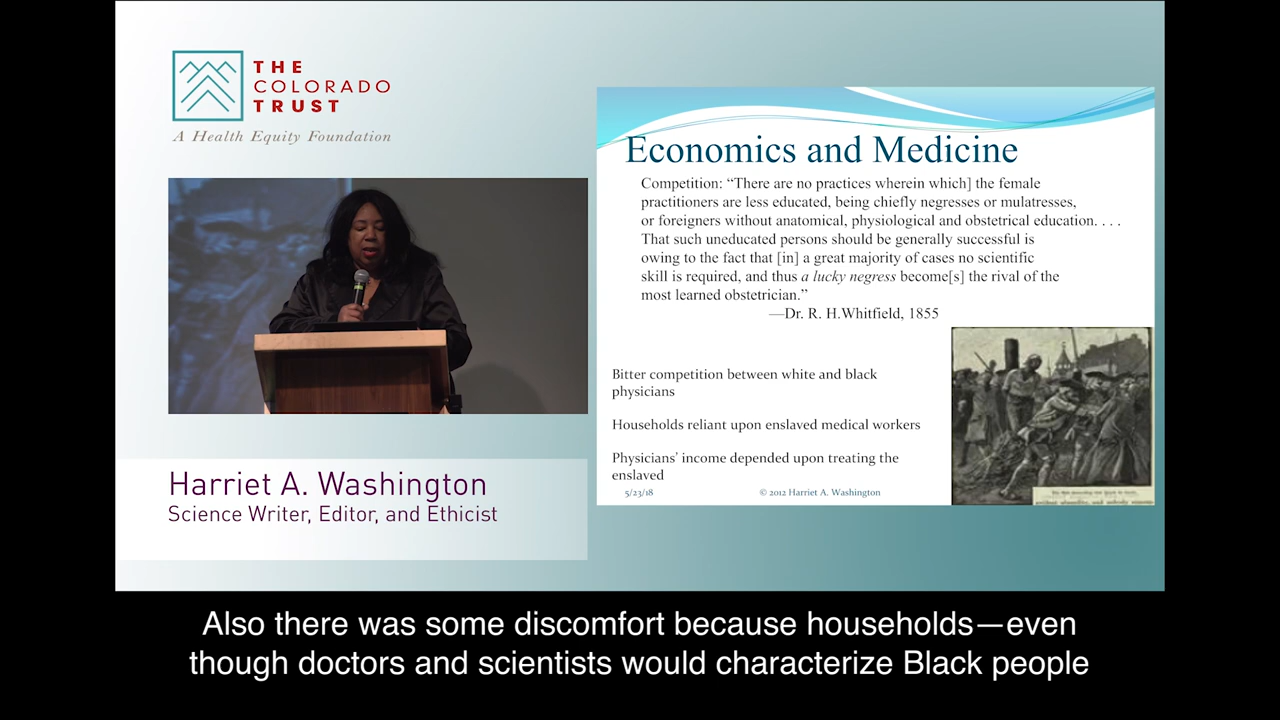 THE
COLORADO
TRUST
A Health Equity Foundation
Economics and Medicine
Competition: “There are no practices wherein which] the female
practitioners are less educated, being chiefly negresses or mulatresses,
or foreigners without anatomical, physiological and obstetrical education. . . .
That such uneducated persons should be generally successful is
owing to the fact that [in] a great majority of cases no scientific
skill is required, and thus a lucky negress become[s] the rival of the
most learned obstetrician.”
—Dr. R. H.Whitfield, 1855
Bitter competition between white and black
physicians
Households reliant upon enslaved medical workers
Physicians’ income depended upon treating the
enslaved
5/23/18
© 2012 Harriet A. Washington
Harriet A. Washington
Science Writer, Editor, and Ethicist
Also there was some discomfort because households—even
though doctors and scientists would characterize Black people